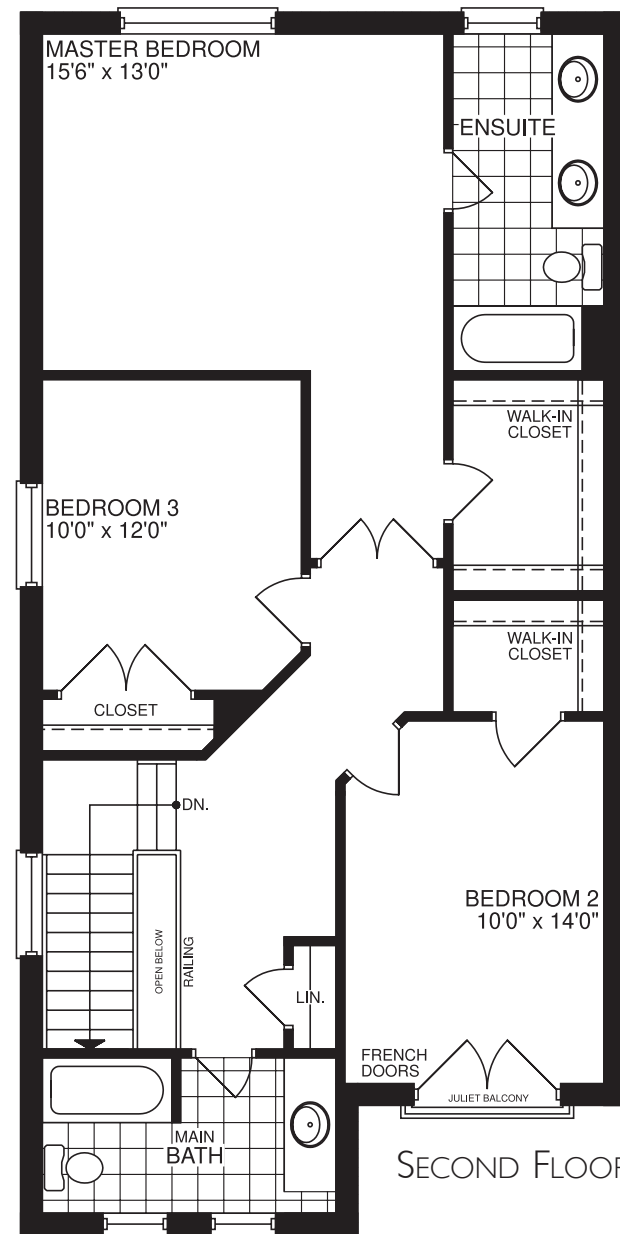 MASTER BEDROOM
15'6" x 13'0"
ENSUITE
WALK-IN
CLOSET
BEDROOM 3
10'0" x 12'0"
WALK-IN
CLOSET
CLOSET
DN.
BEDROOM 2
10'0" x 14'0"
OPEN BELOW
RAILING
LIN.
FRENCH
DOORS
JULIET BALCONY
MAIN
BATH
SECOND FLOOR